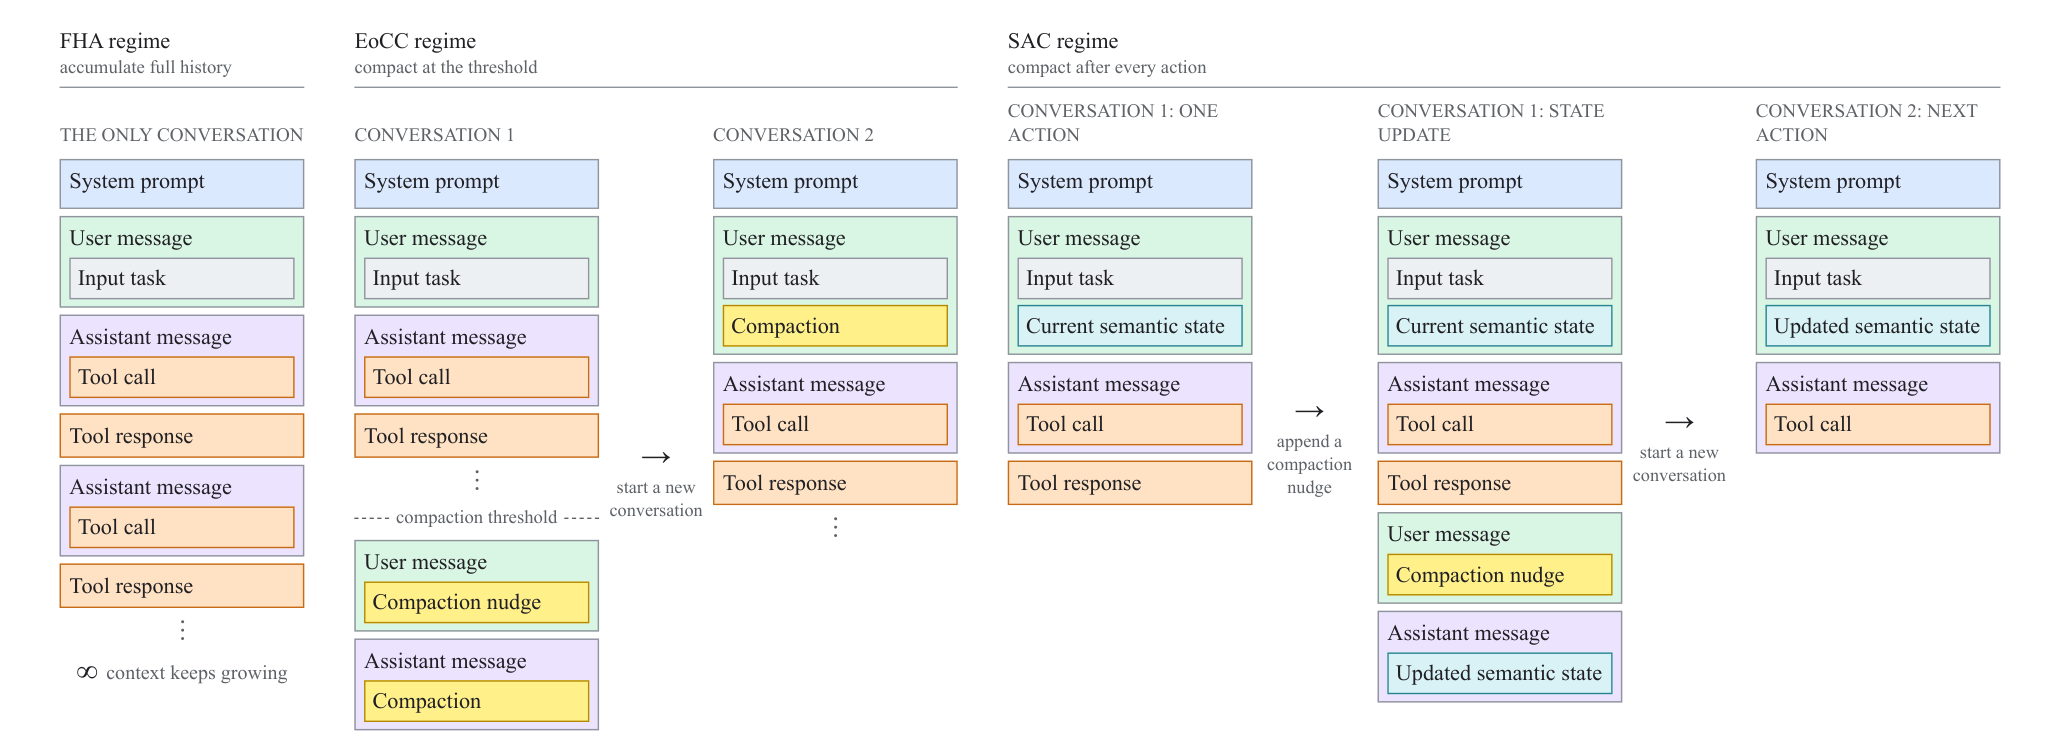 FHA regime
accumulate full history
THE ONLY CONVERSATION
System prompt
User message
Input task
Assistant message
Tool call
Tool response
Assistant message
Tool call
Tool response
⋮
∞ context keeps growing
EoCC regime
compact at the threshold
CONVERSATION 1
System prompt
User message
Input task
Assistant message
Tool call
Tool response
⋮
compaction threshold
User message
Compaction nudge
Assistant message
Compaction
→
start a new
conversation
CONVERSATION 2
System prompt
User message
Input task
Compaction
Assistant message
Tool call
Tool response
⋮
SAC regime
compact after every action
CONVERSATION 1: ONE
ACTION
System prompt
User message
Input task
Current semantic state
Assistant message
Tool call
Tool response
→
append a
compaction
nudge
CONVERSATION 1: STATE
UPDATE
System prompt
User message
Input task
Current semantic state
Assistant message
Tool call
Tool response
User message
Compaction nudge
Assistant message
Updated semantic state
→
start a new
conversation
CONVERSATION 2: NEXT
ACTION
System prompt
User message
Input task
Updated semantic state
Assistant message
Tool call